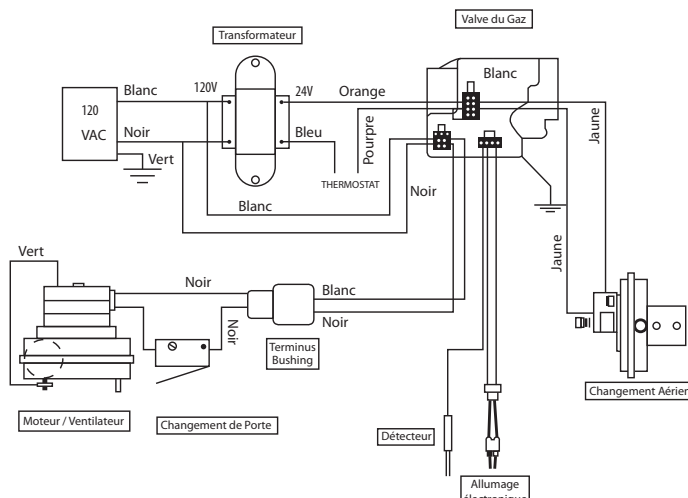 Valve du Gaz
Transformateur
Blanc
Blanc
120V
24V
Orange
120
VAC
Noir
Bleu
Pourpre
Jaune
Vert
THERMOSTAT
Noir
Blanc
Vert
Jaune
Noir
Blanc
Noir
Noir
Terminus
Bushing
Moteur / Ventilateur
Changement de Porte
Changement Aérien
Détecteur
Allumage
électronique